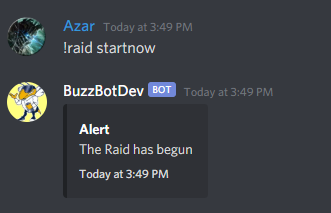 Azar Today at 3:49 PM
!raid startnow
BuzzBotDev BOT Today at 3:49 PM
Alert
The Raid has begun
Today at 3:49 PM